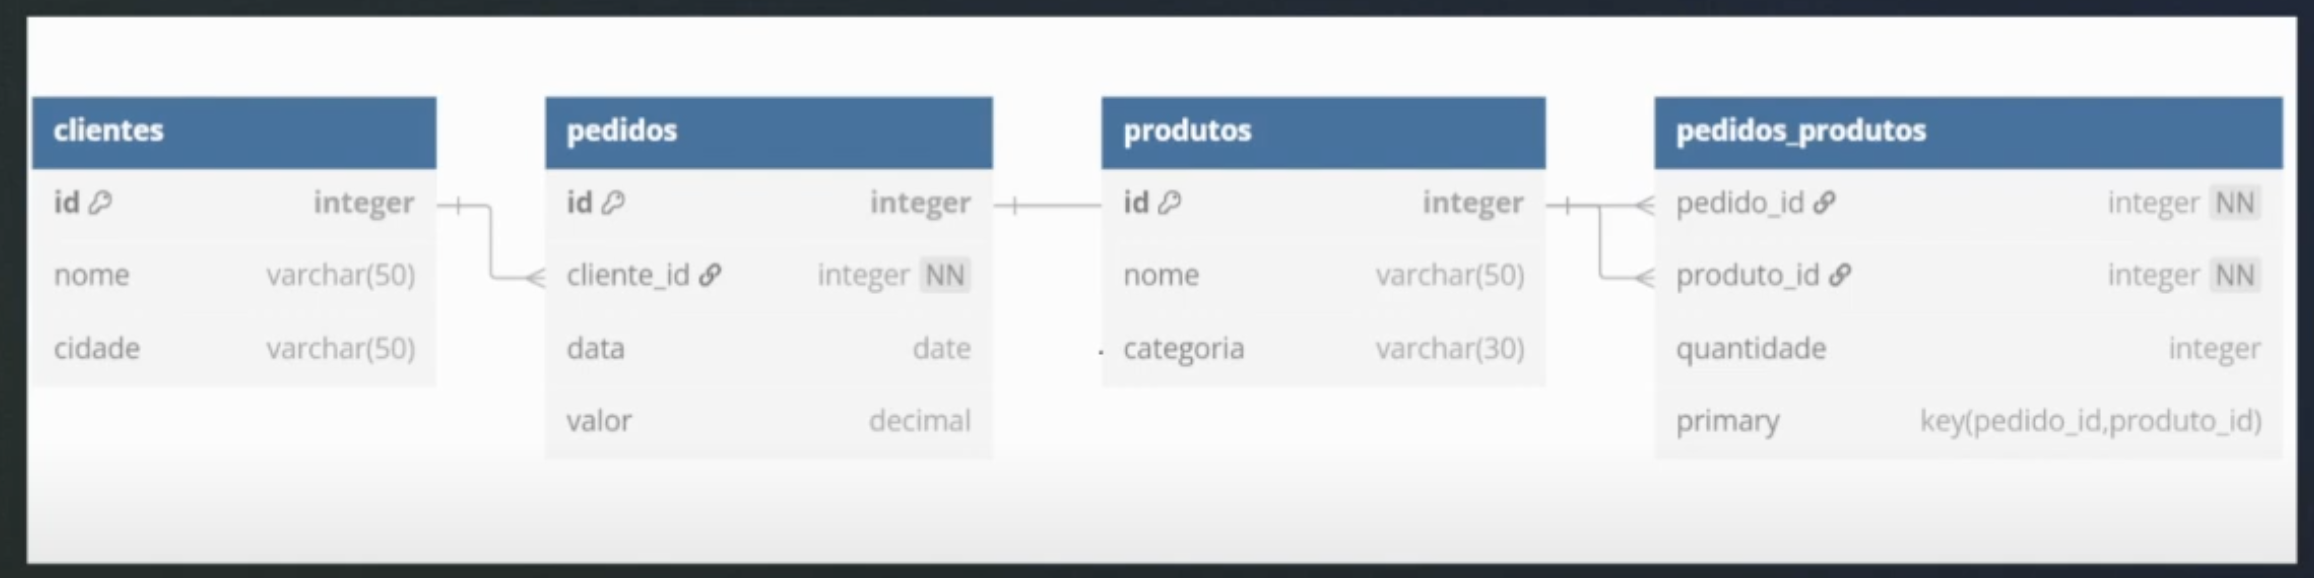 clientes
id integer
nome varchar(50)
cidade varchar(50)
pedidos
id integer
cliente_id integer NN
data date
valor decimal
produtos
id integer
nome varchar(50)
categoria varchar(30)
pedidos_produtos
pedido_id integer NN
produto_id integer NN
quantidade integer
primary key(pedido_id,produto_id)